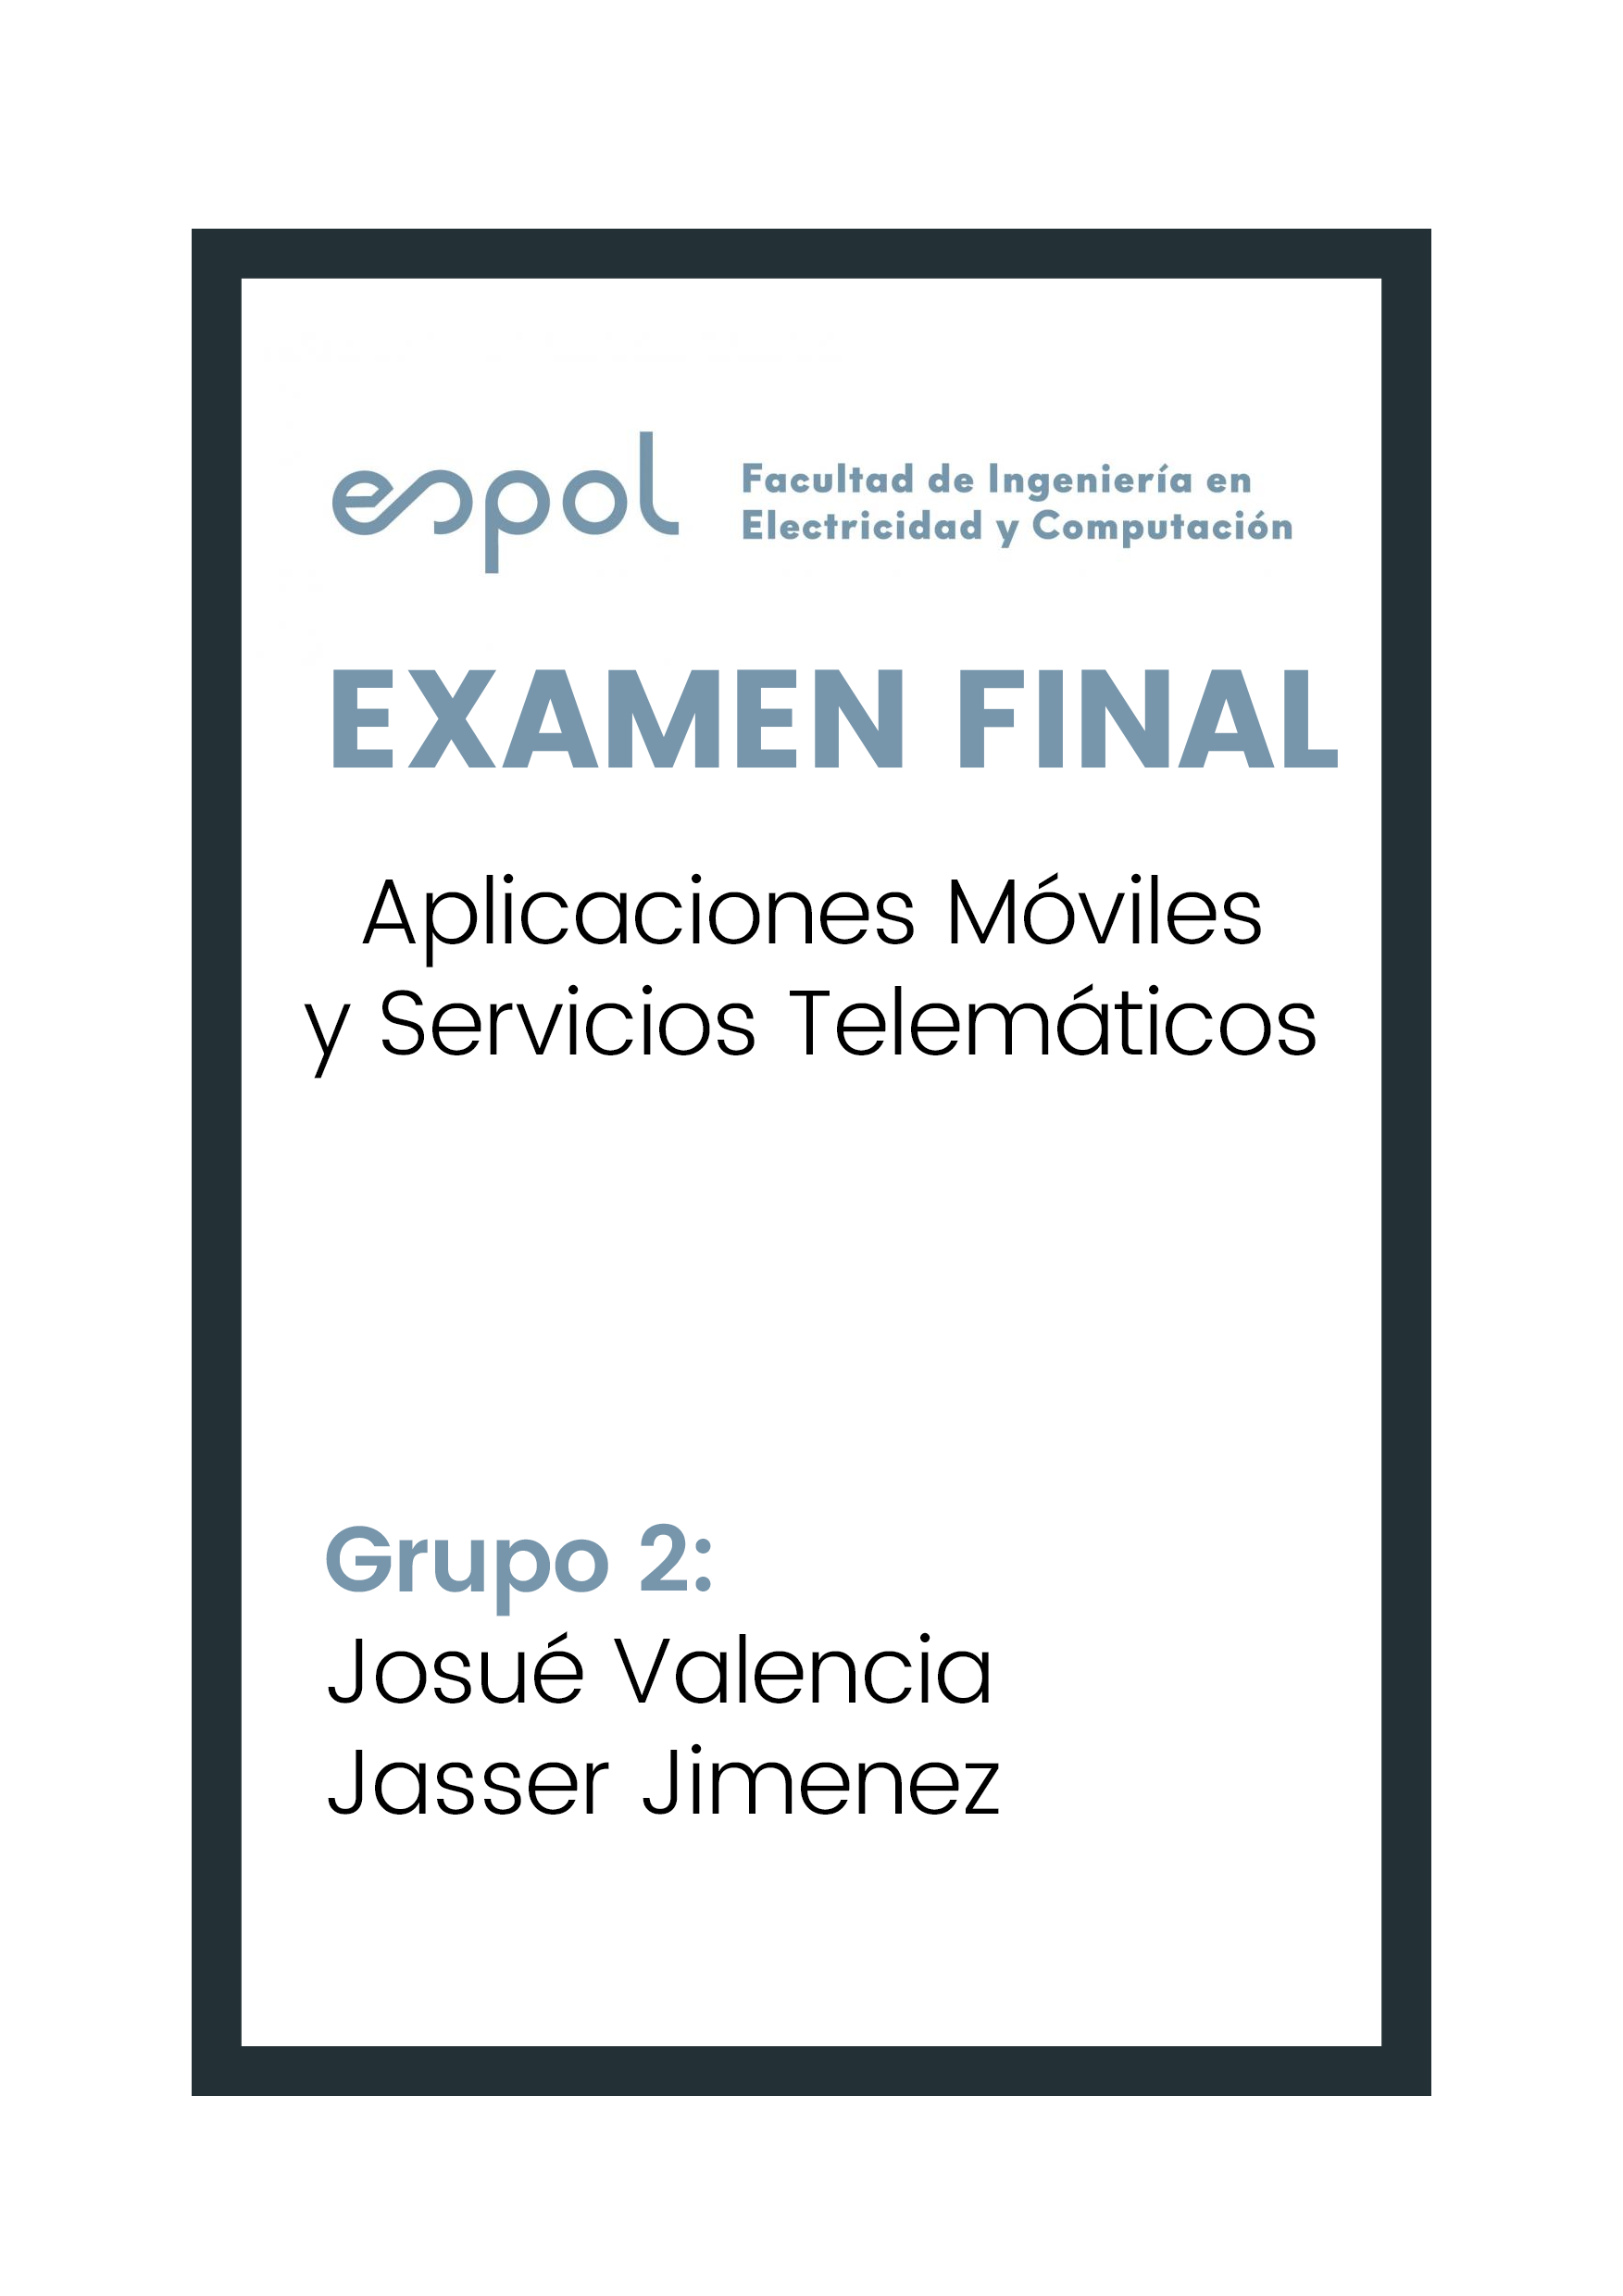 espol
Facultad de Ingeniería en
Electricidad y Computación
EXAMEN FINAL
Aplicaciones Móviles
y Servicios Telemáticos
Grupo 2:
Josué Valencia
Jasser Jimenez